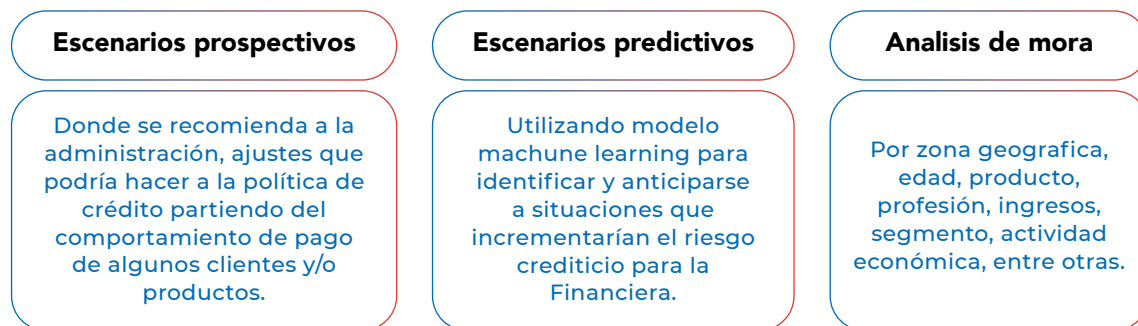 Escenarios prospectivos
Donde se recomienda a la
administración, ajustes que
podría hacer a la política de
crédito partiendo del
comportamiento de pago
de algunos clientes y/o
productos.
Escenarios predictivos
Utilizando modelo
machune learning para
identificar y anticiparse
a situaciones que
incrementarían el riesgo
crediticio para la
Financiera.
Analisis de mora
Por zona geografica,
edad, producto,
profesión, ingresos,
segmento, actividad
económica, entre otras.